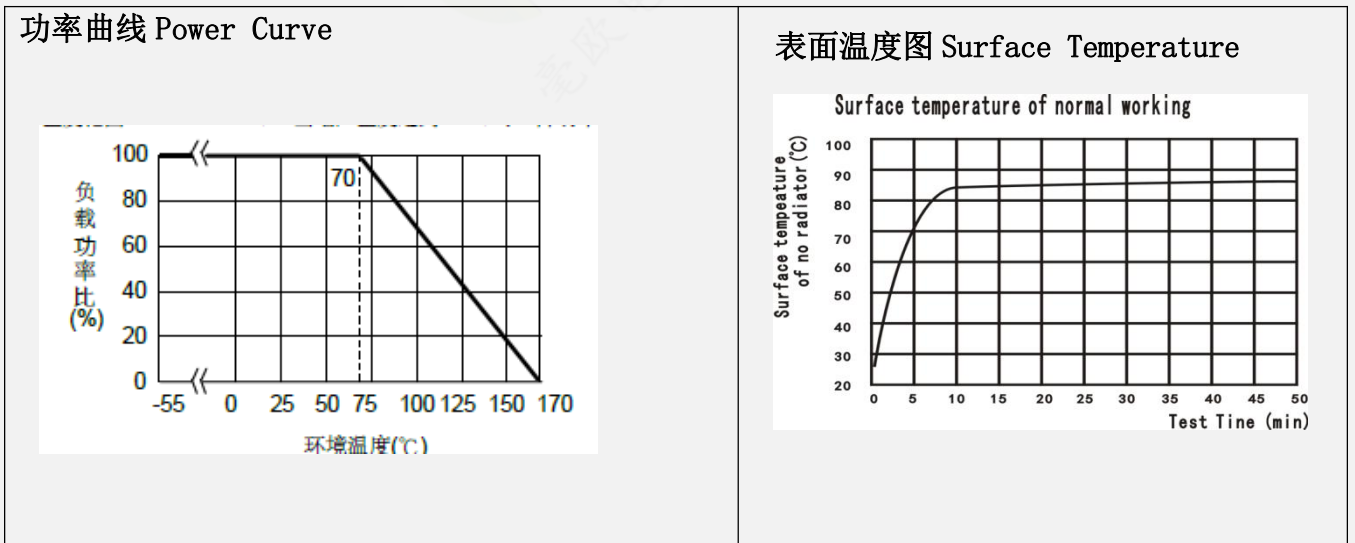 功率曲线 Power Curve
100
80
60
40
20
0
负载功率比(%)
70
-55 0 25 50 75 100 125 150 170
环境温度(℃)
表面温度图 Surface Temperature
Surface temperature of normal working
Surface tempeature
of no radiator(℃)
100
90
80
70
60
50
40
30
20
0 5 10 15 20 25 30 35 40 45 50
Test Tine (min)